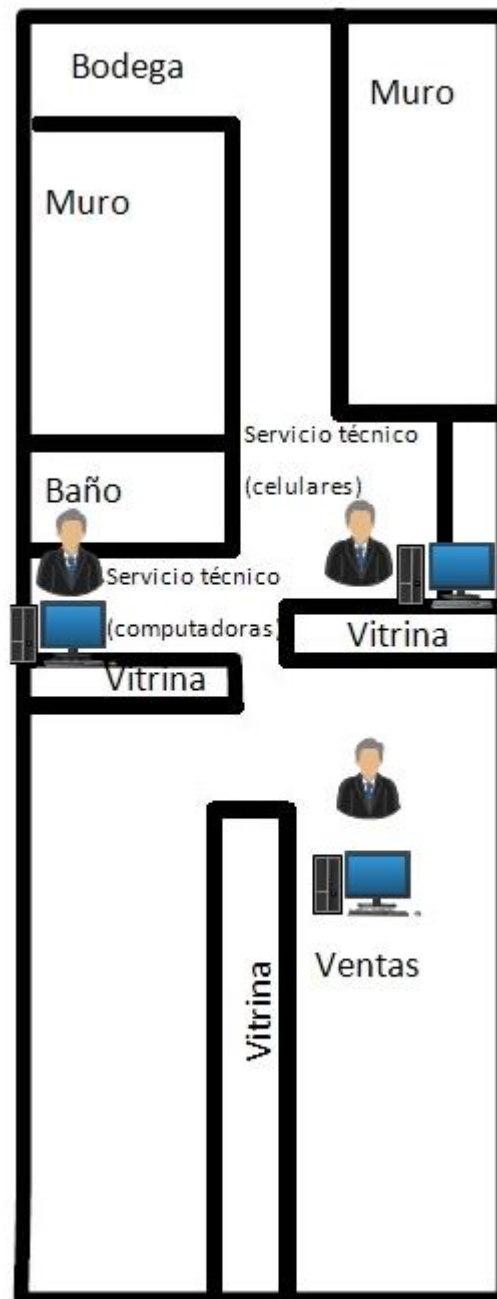 Bodega
Muro
Muro
Servicio técnico
(celulares)
Baño
Servicio técnico
(computadoras)
Vitrina
Vitrina
Ventas
Vitrina